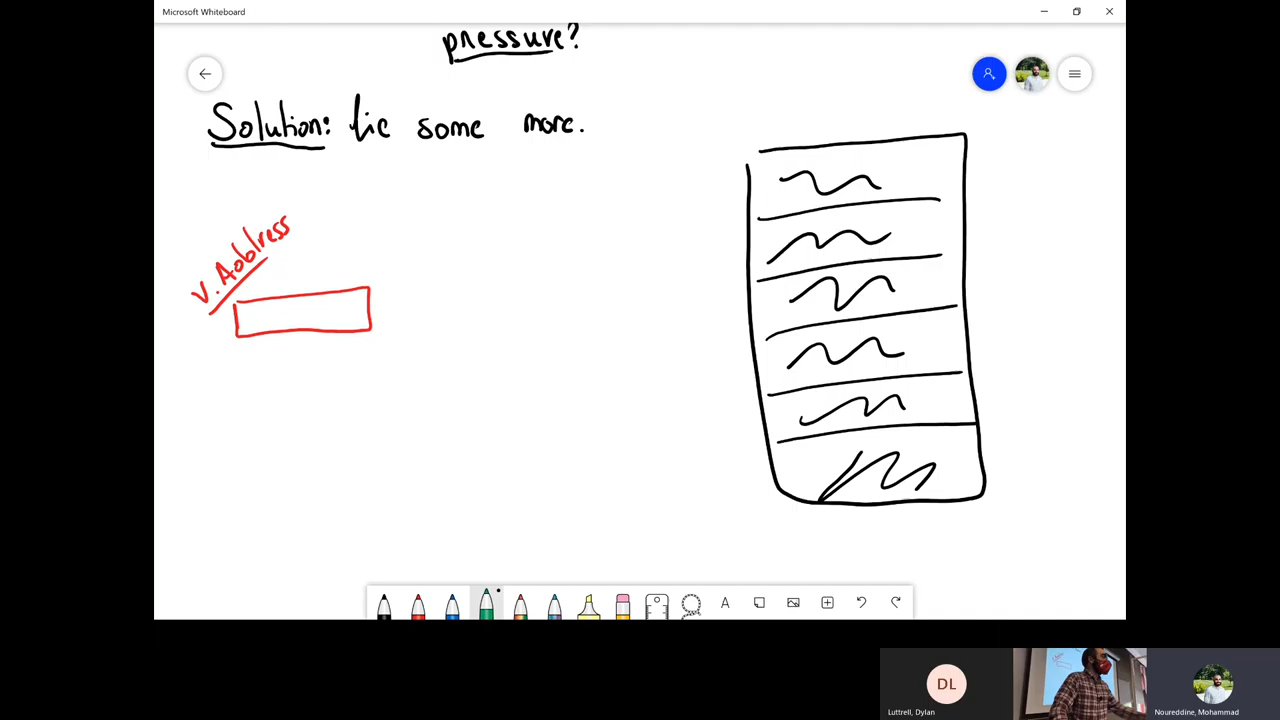 Microsoft Whiteboard
pressure?
Solution: lie some more.
V. Address
A
DL
Luttrell, Dylan
Noureddine, Mohammad